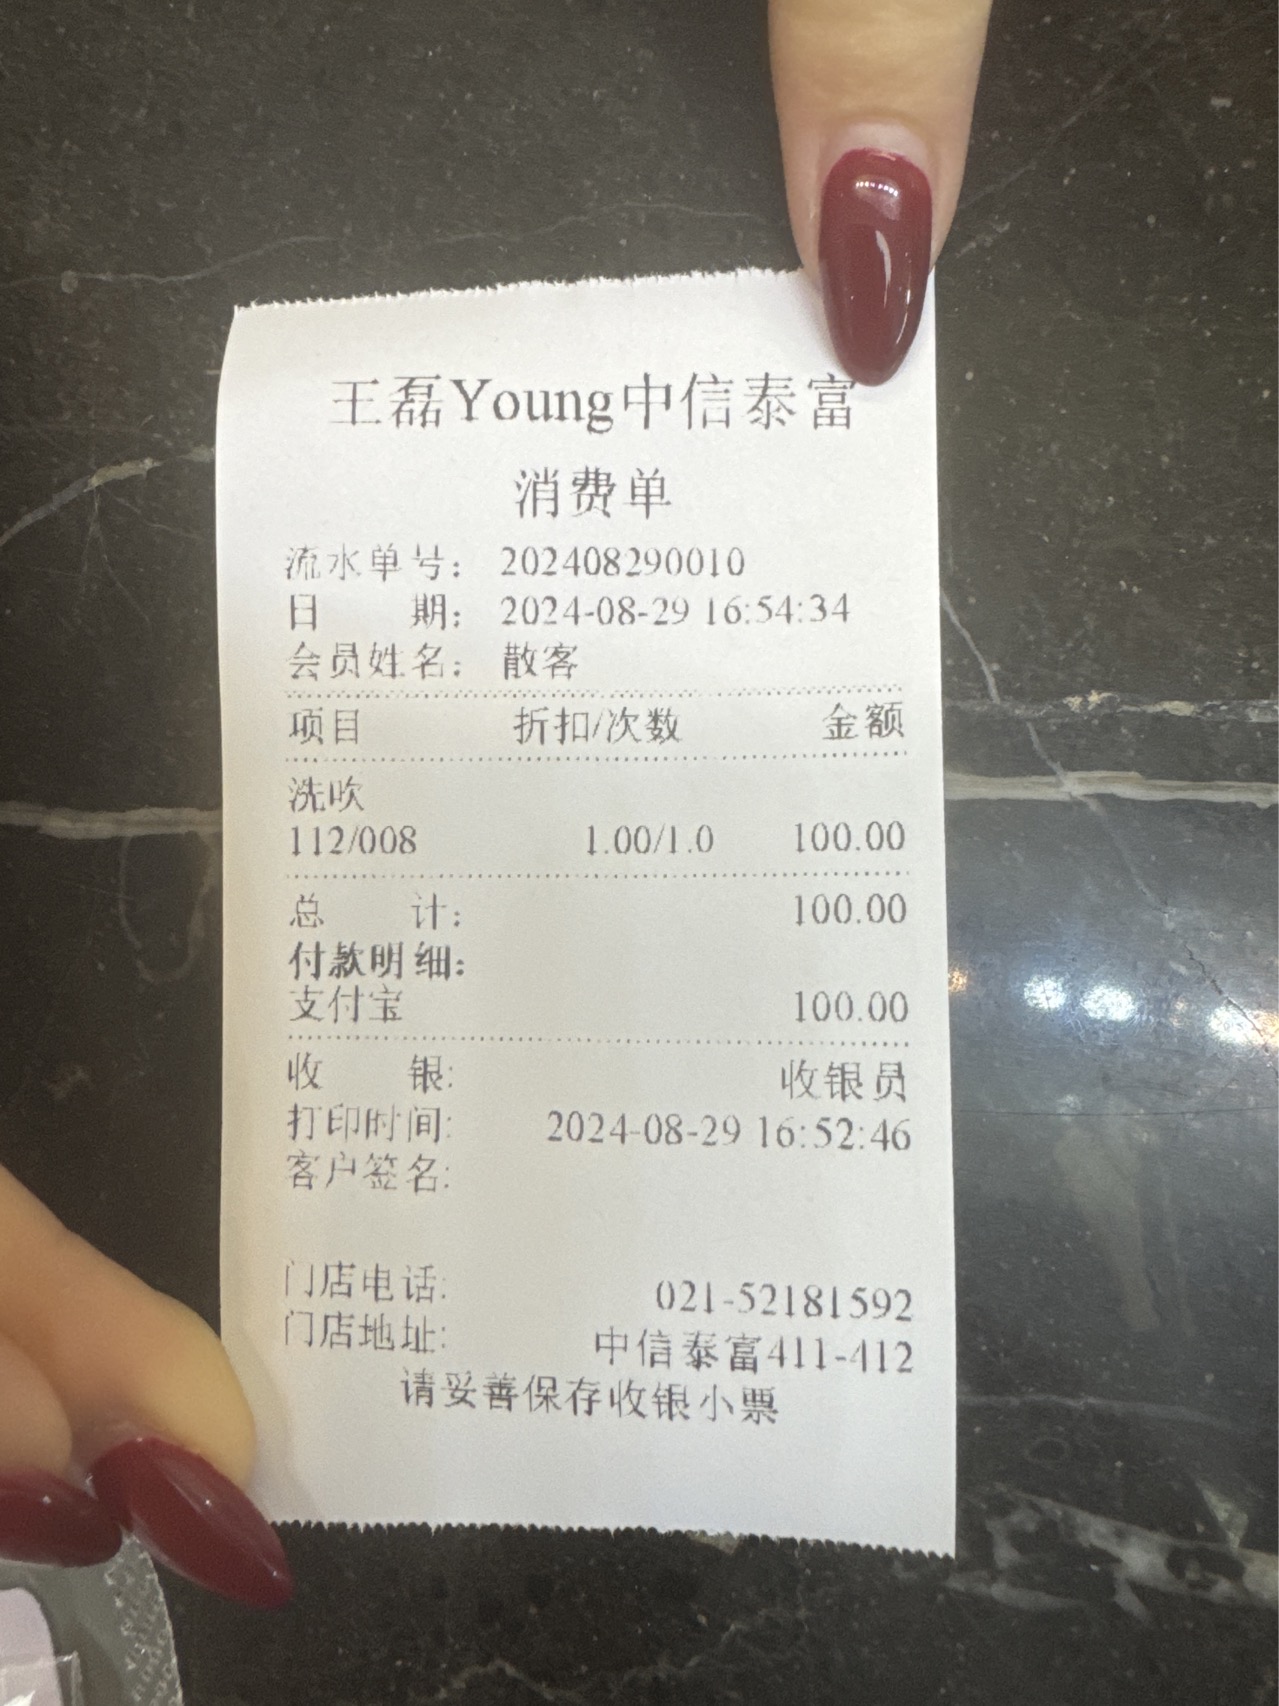 王磊Young中信泰富
消费单
流水单号： 202408290010
日 期： 2024-08-29 16:54:34
会员姓名： 散客
项目 折扣/次数 金额
洗吹
112/008 1.00/1.0 100.00
总 计： 100.00
付款明细：
支付宝 100.00
收 银: 收银员
打印时间: 2024-08-29 16:52:46
客户签名:
门店电话: 021-52181592
门店地址: 中信泰富411-412
请妥善保存收银小票